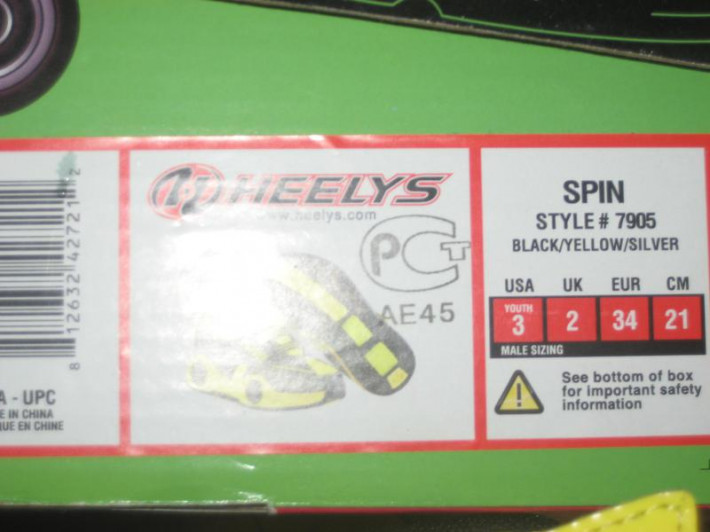 8 12632 42721 2
A - UPC
E IN CHINA
UE EN CHINE
HEELYS
www.heelys.com
PCT
AE45
SPIN
STYLE # 7905
BLACK/YELLOW/SILVER
USA UK EUR CM
YOUTH
3 2 34 21
MALE SIZING
See bottom of box
for important safety
information